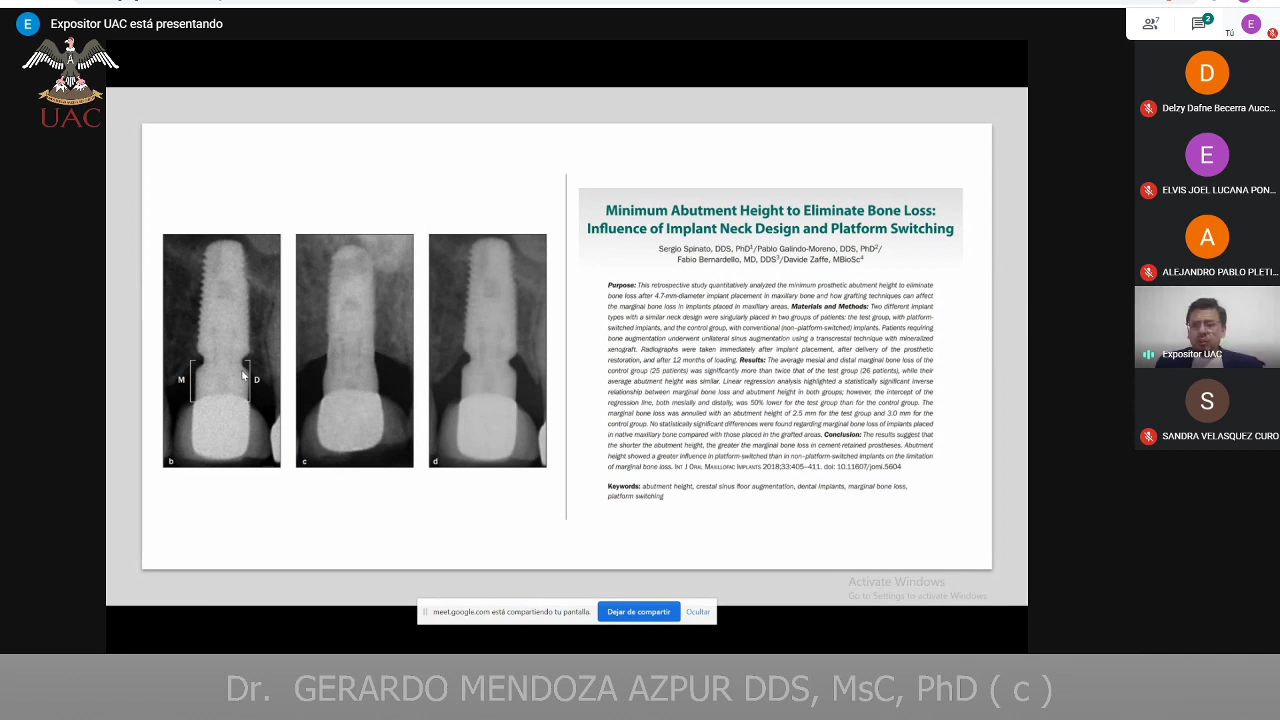 E Expositor UAC está presentando
7
2
Tú
E
UAC
D
Delzy Dafne Becerra Aucc...
E
ELVIS JOEL LUCANA PON...
A
ALEJANDRO PABLO PLETI...
Expositor UAC
S
SANDRA VELASQUEZ CURO
M
D
b
c
d
Minimum Abutment Height to Eliminate Bone Loss:
Influence of Implant Neck Design and Platform Switching
Sergio Spinato, DDS, PhD1/Pablo Galindo-Moreno, DDS, PhD2/
Fabio Bernardello, MD, DDS3/Davide Zaffe, MBioSc4
Purpose: This retrospective study quantitatively analyzed the minimum prosthetic abutment height to eliminate
bone loss after 4.7-mm-diameter implant placement in maxillary bone and how grafting techniques can affect
the marginal bone loss in implants placed in maxillary areas. Materials and Methods: Two different implant
types with a similar neck design were singularly placed in two groups of patients: the test group, with platform-
switched implants, and the control group, with conventional (non–platform-switched) implants. Patients requiring
bone augmentation underwent unilateral sinus augmentation using a transcrestal technique with mineralized
xenograft. Radiographs were taken immediately after implant placement, after delivery of the prosthetic
restoration, and after 12 months of loading. Results: The average mesial and distal marginal bone loss of the
control group (25 patients) was significantly more than twice that of the test group (26 patients), while their
average abutment height was similar. Linear regression analysis highlighted a statistically significant inverse
relationship between marginal bone loss and abutment height in both groups; however, the intercept of the
regression line, both mesially and distally, was 50% lower for the test group than for the control group. The
marginal bone loss was annulled with an abutment height of 2.5 mm for the test group and 3.0 mm for the
control group. No statistically significant differences were found regarding marginal bone loss of implants placed
in native maxillary bone compared with those placed in the grafted areas. Conclusion: The results suggest that
the shorter the abutment height, the greater the marginal bone loss in cement-retained prostheses. Abutment
height showed a greater influence in platform-switched than in non–platform-switched implants on the limitation
of marginal bone loss. INT J ORAL MAXILLOFAC IMPLANTS 2018;33:405–411. doi: 10.11607/jomi.5604
Keywords: abutment height, crestal sinus floor augmentation, dental implants, marginal bone loss,
platform switching
Activate Windows
Go to Settings to activate Windows.
meet.google.com está compartiendo tu pantalla.
Dejar de compartir
Ocultar
Dr. GERARDO MENDOZA AZPUR DDS, MsC, PhD ( c )